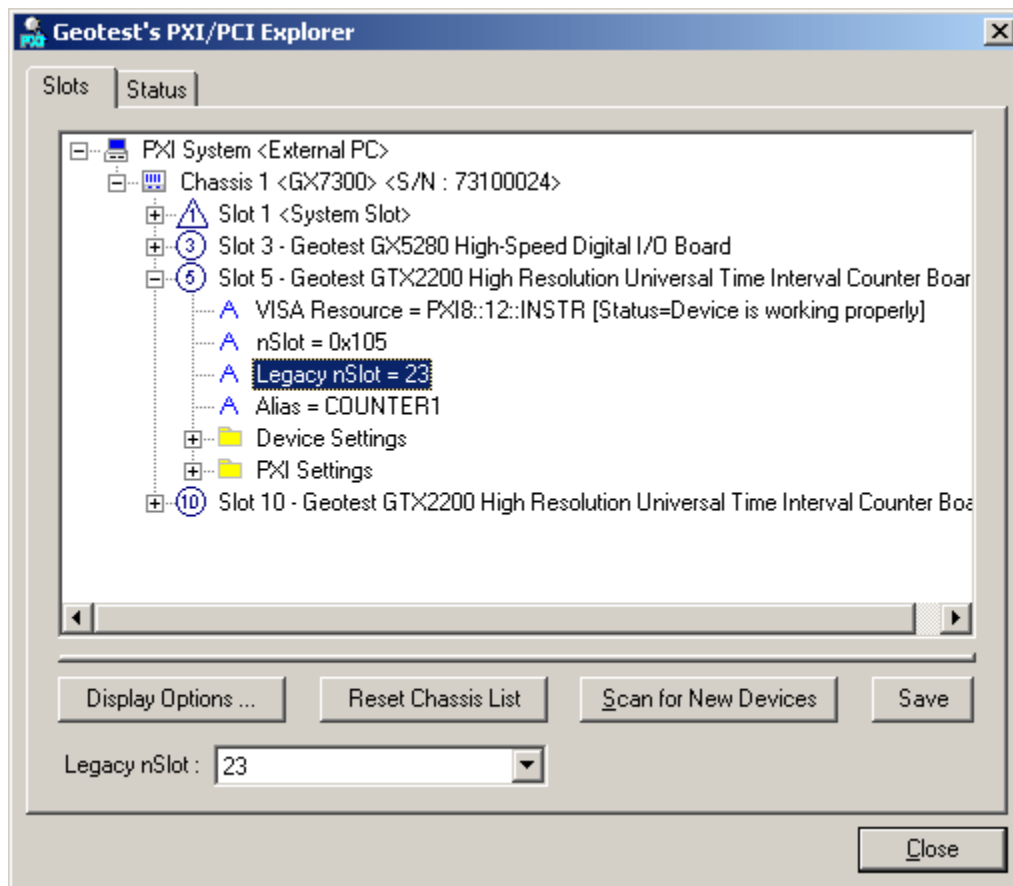 Geotest's PXI/PCI Explorer
Slots
Status
PXI System <External PC>
Chassis 1 <GX7300> <S/N : 73100024>
1 Slot 1 <System Slot>
3 Slot 3 - Geotest GX5280 High-Speed Digital I/O Board
5 Slot 5 - Geotest GTX2200 High Resolution Universal Time Interval Counter Boar
A VISA Resource = PXI8::12::INSTR [Status=Device is working properly]
A nSlot = 0x105
A Legacy nSlot = 23
A Alias = COUNTER1
Device Settings
PXI Settings
10 Slot 10 - Geotest GTX2200 High Resolution Universal Time Interval Counter Boa
Display Options ...
Reset Chassis List
Scan for New Devices
Save
Legacy nSlot : 23
Close